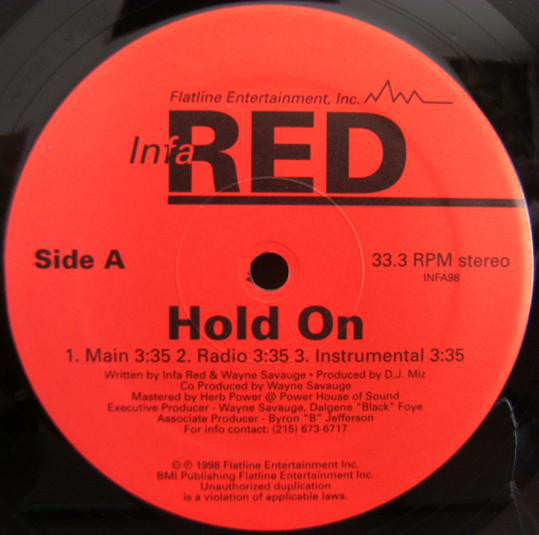 Flatline Entertainment, Inc.
Infa RED
Side A
33.3 RPM stereo
INFA98
Hold On
1. Main 3:35 2. Radio 3:35 3. Instrumental 3:35
Written by Infa Red & Wayne Savauge • Produced by D.J. Miz
Co Produced by Wayne Savauge
Mastered by Herb Power @ Power House of Sound
Executive Producer - Wayne Savauge, Dalgene "Black" Foye
Associate Producer - Byron "B" Jefferson
For info contact: (215) 673-6717
© ℗ 1998 Flatline Entertainment Inc.
BMI Publishing Flatline Entertainment Inc.
Unauthorized duplication
is a violation of applicable laws.